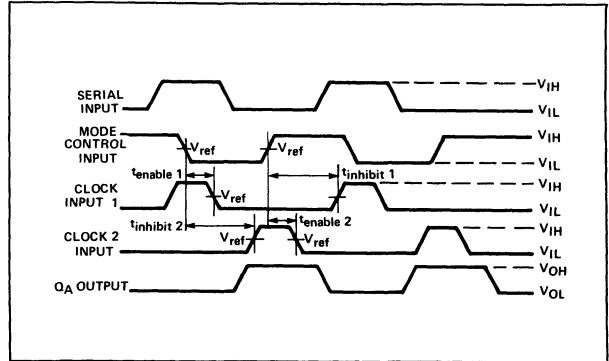 SERIAL
INPUT
VIH
VIL
MODE
CONTROL
INPUT
Vref
Vref
VIH
VIL
tenable 1
tinhibit 1
CLOCK
INPUT 1
Vref
VIH
VIL
tinhibit 2
tenable 2
CLOCK 2
INPUT
Vref
Vref
VIH
VIL
QA OUTPUT
VOH
VOL